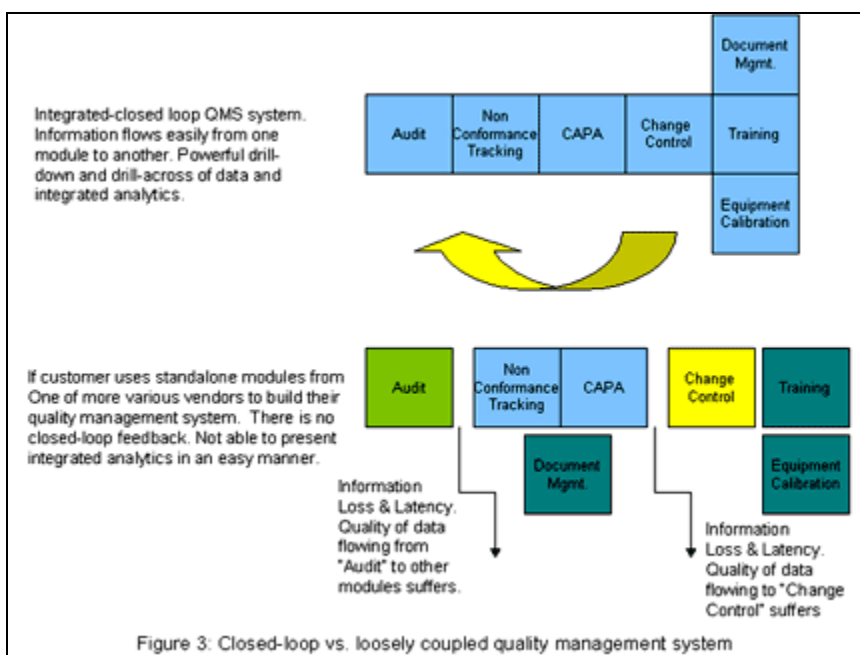 Document
Mgmt.
Integrated-closed loop QMS system.
Information flows easily from one
module to another. Powerful drill-
down and drill-across of data and
integrated analytics.
Audit
Non
Conformance
Tracking
CAPA
Change
Control
Training
Equipment
Calibration
If customer uses standalone modules from
One of more various vendors to build their
quality management system. There is no
closed-loop feedback. Not able to present
integrated analytics in an easy manner.
Audit
Non
Conformance
Tracking
CAPA
Change
Control
Training
Document
Mgmt.
Equipment
Calibration
Information
Loss & Latency.
Quality of data
flowing from
"Audit" to other
modules suffers.
Information
Loss & Latency.
Quality of data
flowing to "Change
Control" suffers
Figure 3: Closed-loop vs. loosely coupled quality management system